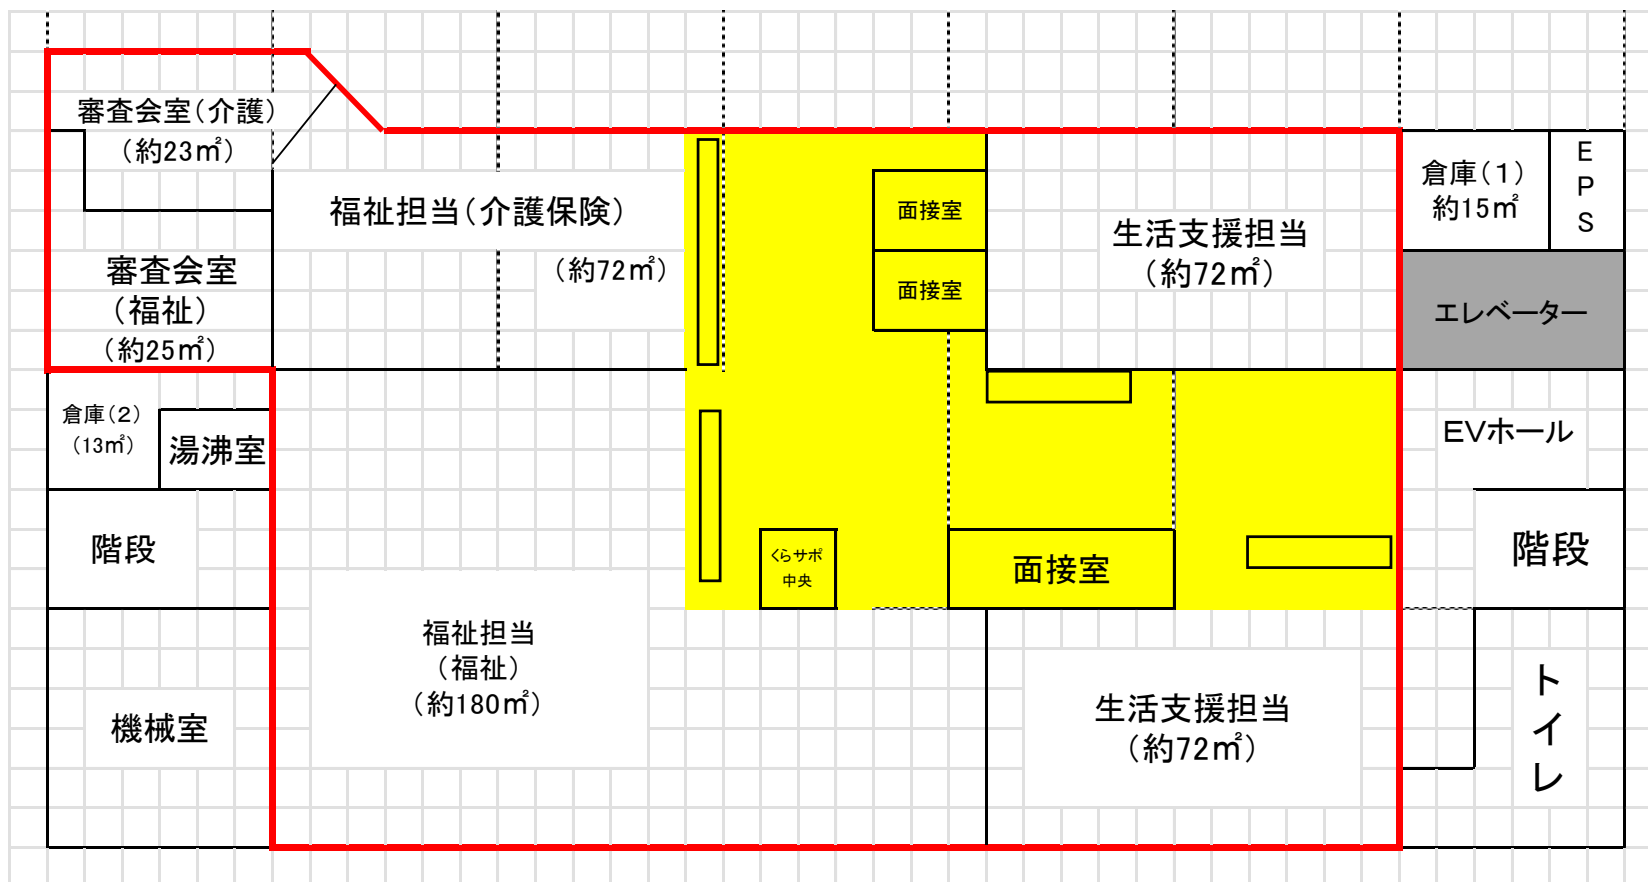 審査会室(介護)
(約23㎡)
福祉担当(介護保険)
(約72㎡)
審査会室
(福祉)
(約25㎡)
面接室
面接室
生活支援担当
(約72㎡)
倉庫(1)
約15㎡
E
P
S
エレベーター
倉庫(2)
(13㎡)
湯沸室
EVホール
階段
くらサポ
中央
面接室
階段
福祉担当
(福祉)
(約180㎡)
機械室
生活支援担当
(約72㎡)
ト
イ
レ